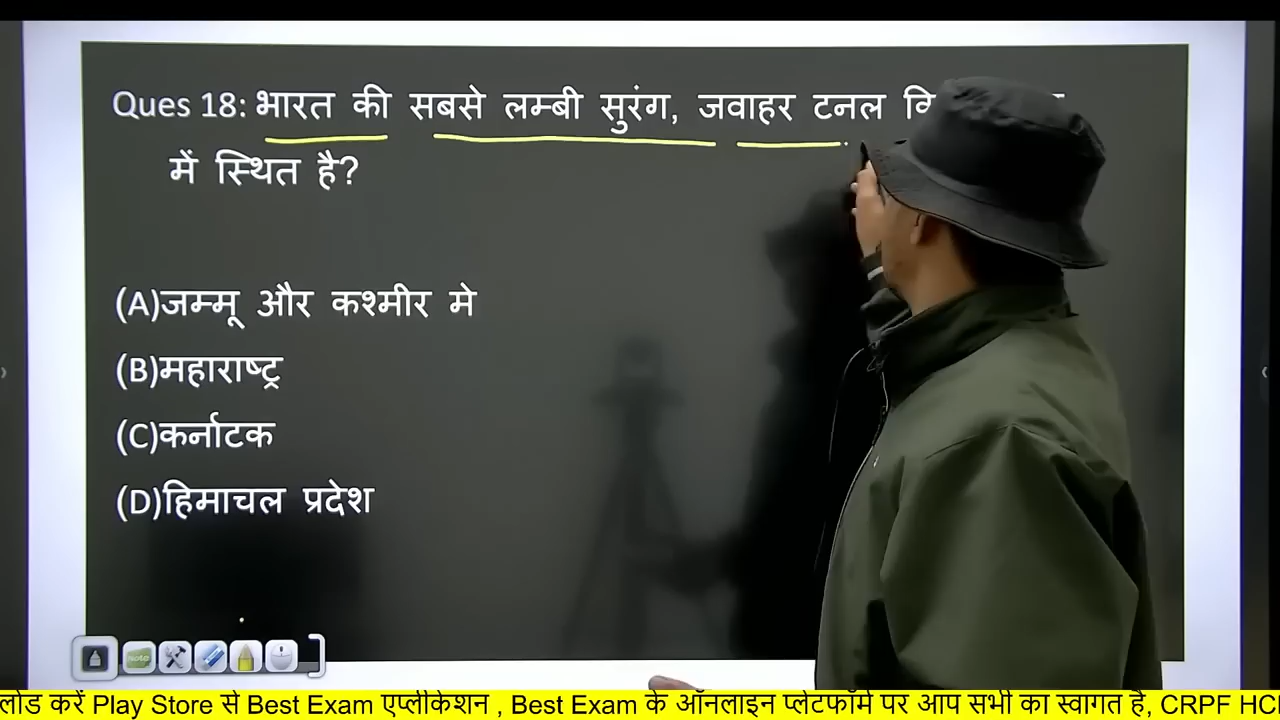 Ques 18: भारत की सबसे लम्बी सुरंग, जवाहर टनल
में स्थित है?
(A)जम्मू और कश्मीर मे
(B)महाराष्ट्र
(C)कर्नाटक
(D)हिमाचल प्रदेश
लोड करें Play Store से Best Exam एप्लीकेशन , Best Exam के ऑनलाइन प्लेटफॉर्म पर आप सभी का स्वागत है, CRPF HC